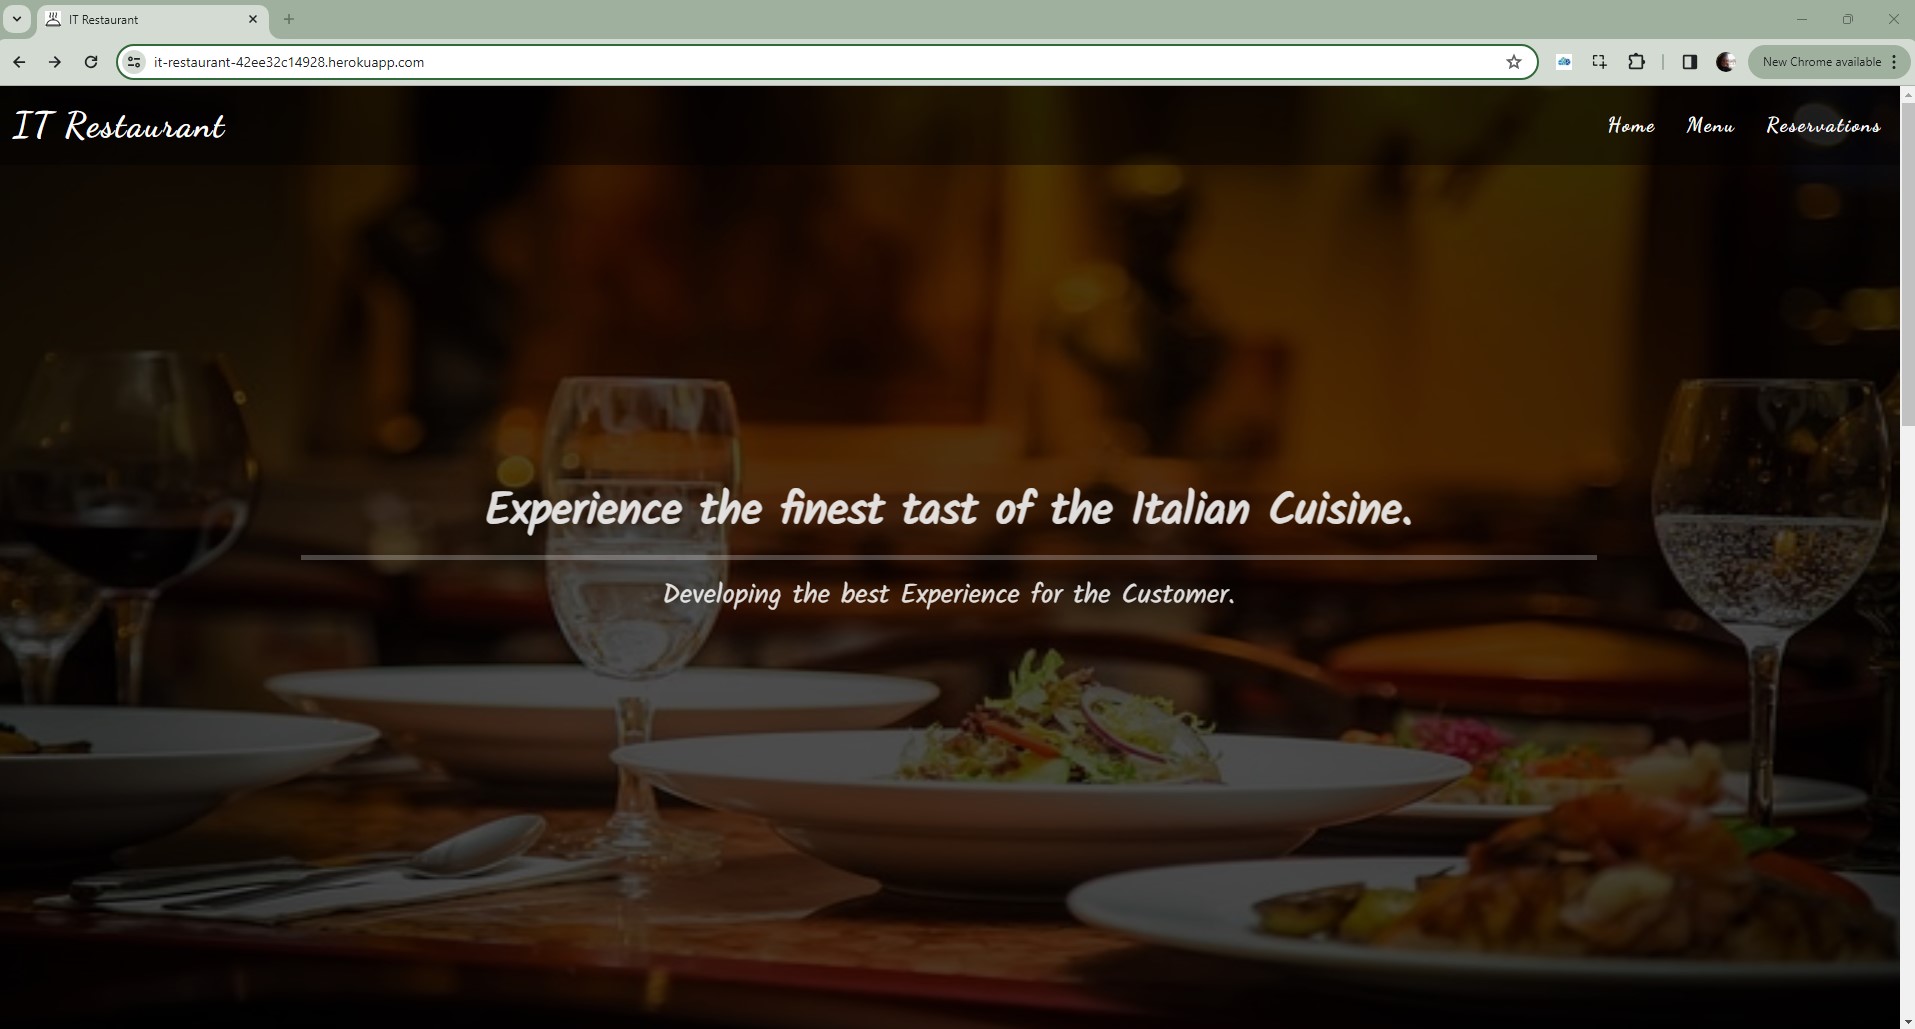 IT Restaurant
New Chrome available
it-restaurant-42ee32c14928.herokuapp.com
IT Restaurant
Home Menu Reservations
Experience the finest tast of the Italian Cuisine.
Developing the best Experience for the Customer.